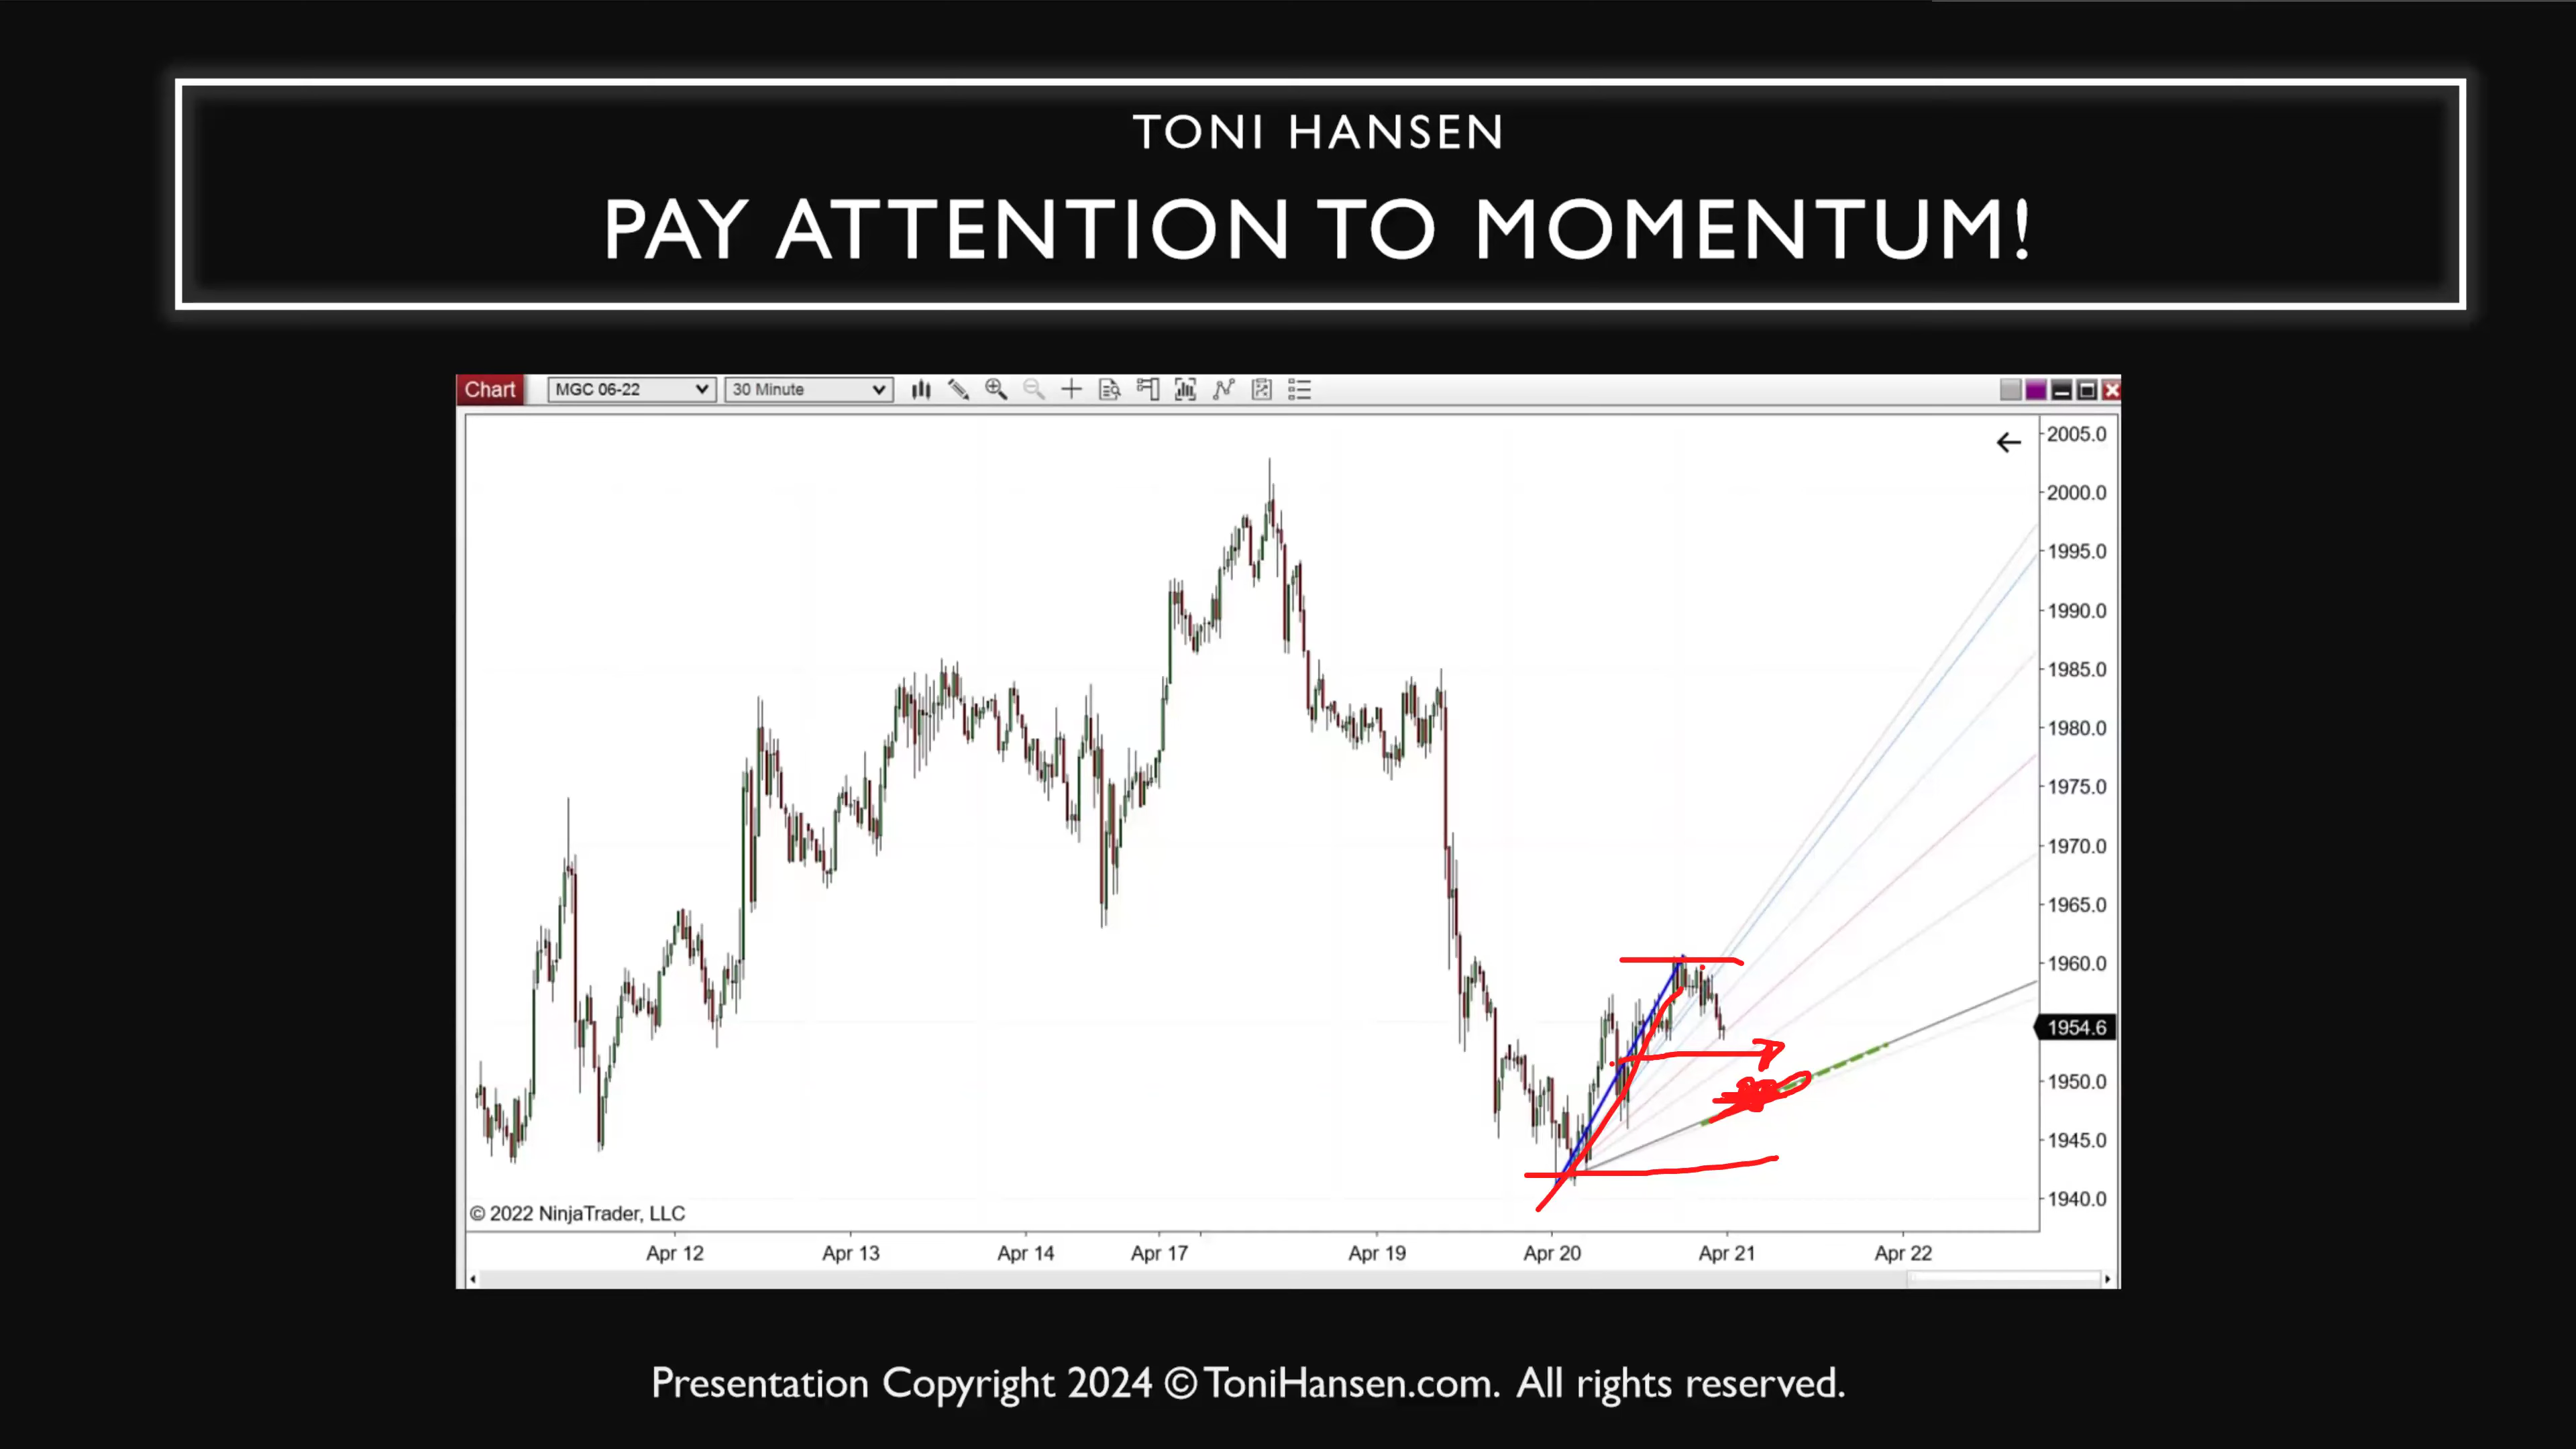 TONI HANSEN
PAY ATTENTION TO MOMENTUM!
Chart MGC 06-22 30 Minute
2005.0
2000.0
1995.0
1990.0
1985.0
1980.0
1975.0
1970.0
1965.0
1960.0
1954.6
1950.0
1945.0
1940.0
© 2022 NinjaTrader, LLC
Apr 12 Apr 13 Apr 14 Apr 17 Apr 19 Apr 20 Apr 21 Apr 22
Presentation Copyright 2024 © ToniHansen.com. All rights reserved.